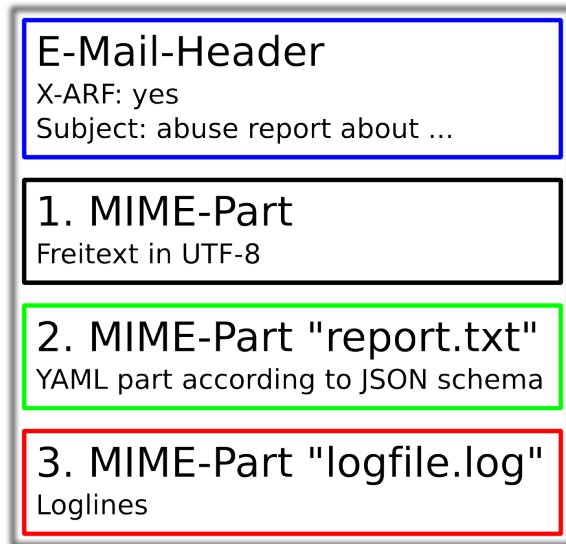 E-Mail-Header
X-ARF: yes
Subject: abuse report about ...
1. MIME-Part
Freitext in UTF-8
2. MIME-Part "report.txt"
YAML part according to JSON schema
3. MIME-Part "logfile.log"
Loglines